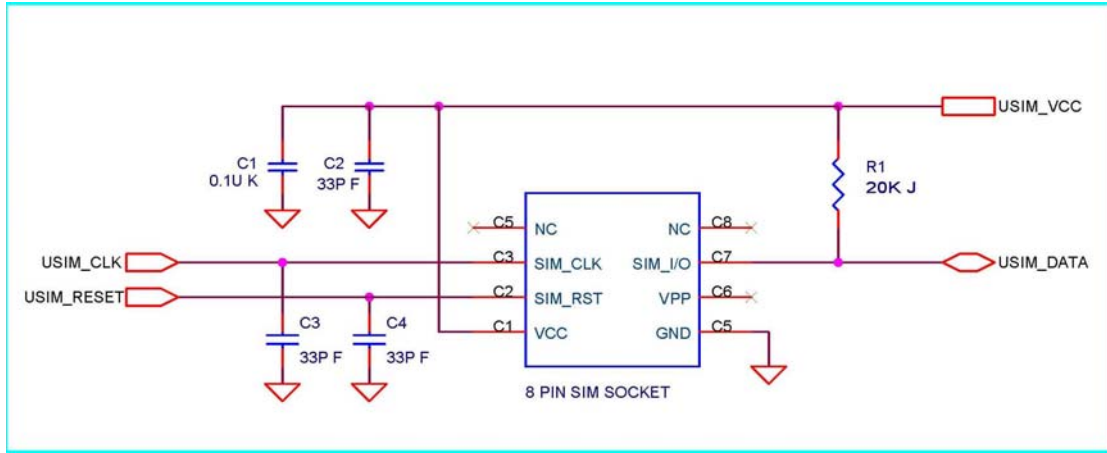 USIM_VCC
C1
0.1U K
C2
33P F
R1
20K J
C5
NC
NC
C8
USIM_CLK
C3
SIM_CLK
SIM_I/O
C7
USIM_DATA
USIM_RESET
C2
SIM_RST
VPP
C6
C3
33P F
C4
33P F
C1
VCC
GND
C5
8 PIN SIM SOCKET